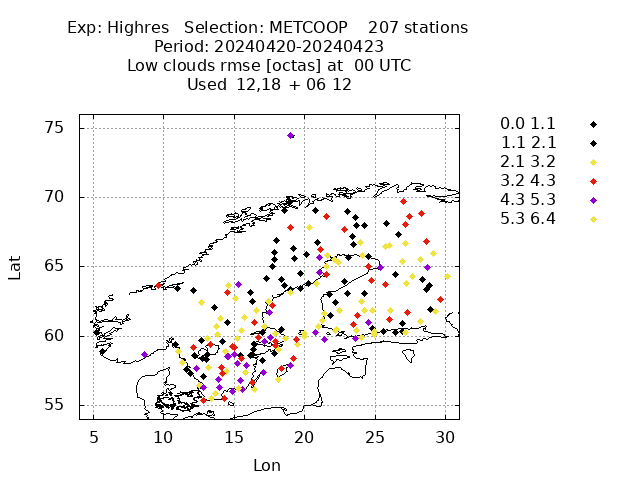 Exp: Highres Selection: METCOOP 207 stations
Period: 20240420-20240423
Low clouds rmse [octas] at 00 UTC
Used 12,18 + 06 12
0.0 1.1
1.1 2.1
2.1 3.2
3.2 4.3
4.3 5.3
5.3 6.4
75
70
65
60
55
Lat
5 10 15 20 25 30
Lon